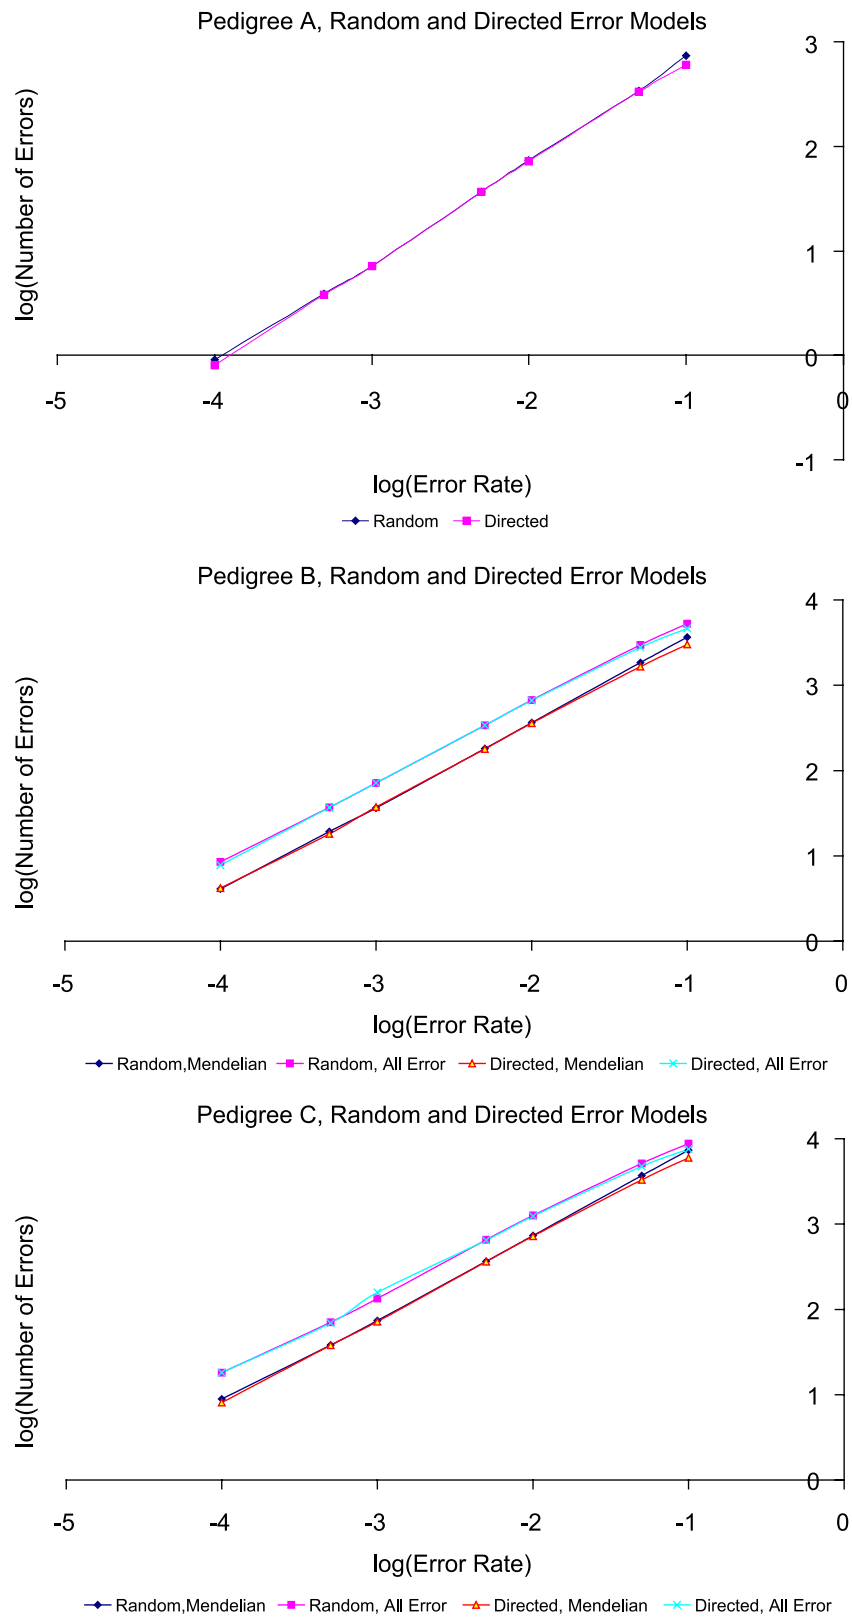 Pedigree A, Random and Directed Error Models
log(Number of Errors)
3
2
1
0
-1
-5 -4 -3 -2 -1 0
log(Error Rate)
Random Directed
Pedigree B, Random and Directed Error Models
log(Number of Errors)
4
3
2
1
0
-5 -4 -3 -2 -1 0
log(Error Rate)
Random,Mendelian Random, All Error Directed, Mendelian Directed, All Error
Pedigree C, Random and Directed Error Models
log(Number of Errors)
4
3
2
1
0
-5 -4 -3 -2 -1 0
log(Error Rate)
Random,Mendelian Random, All Error Directed, Mendelian Directed, All Error